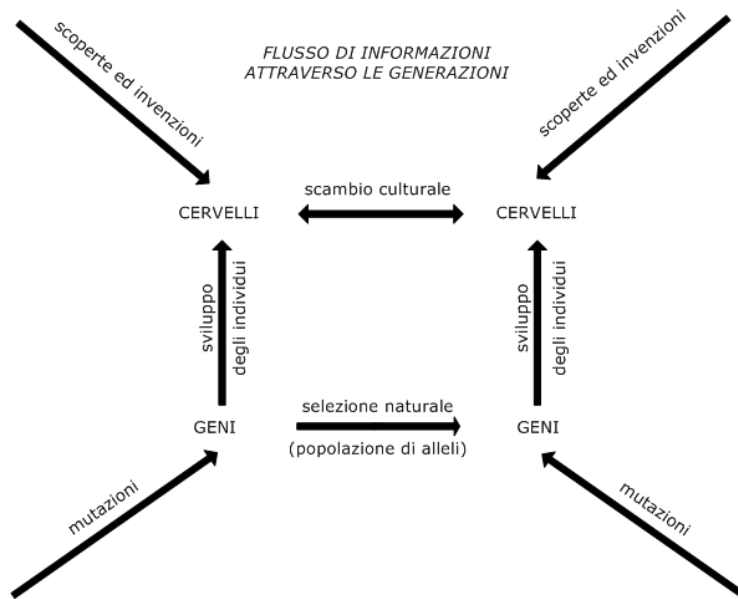 FLUSSO DI INFORMAZIONI
ATTRAVERSO LE GENERAZIONI
scoperte ed invenzioni
scoperte ed invenzioni
scambio culturale
CERVELLI
CERVELLI
sviluppo
degli individui
sviluppo
degli individui
selezione naturale
GENI
(popolazione di alleli)
GENI
mutazioni
mutazioni